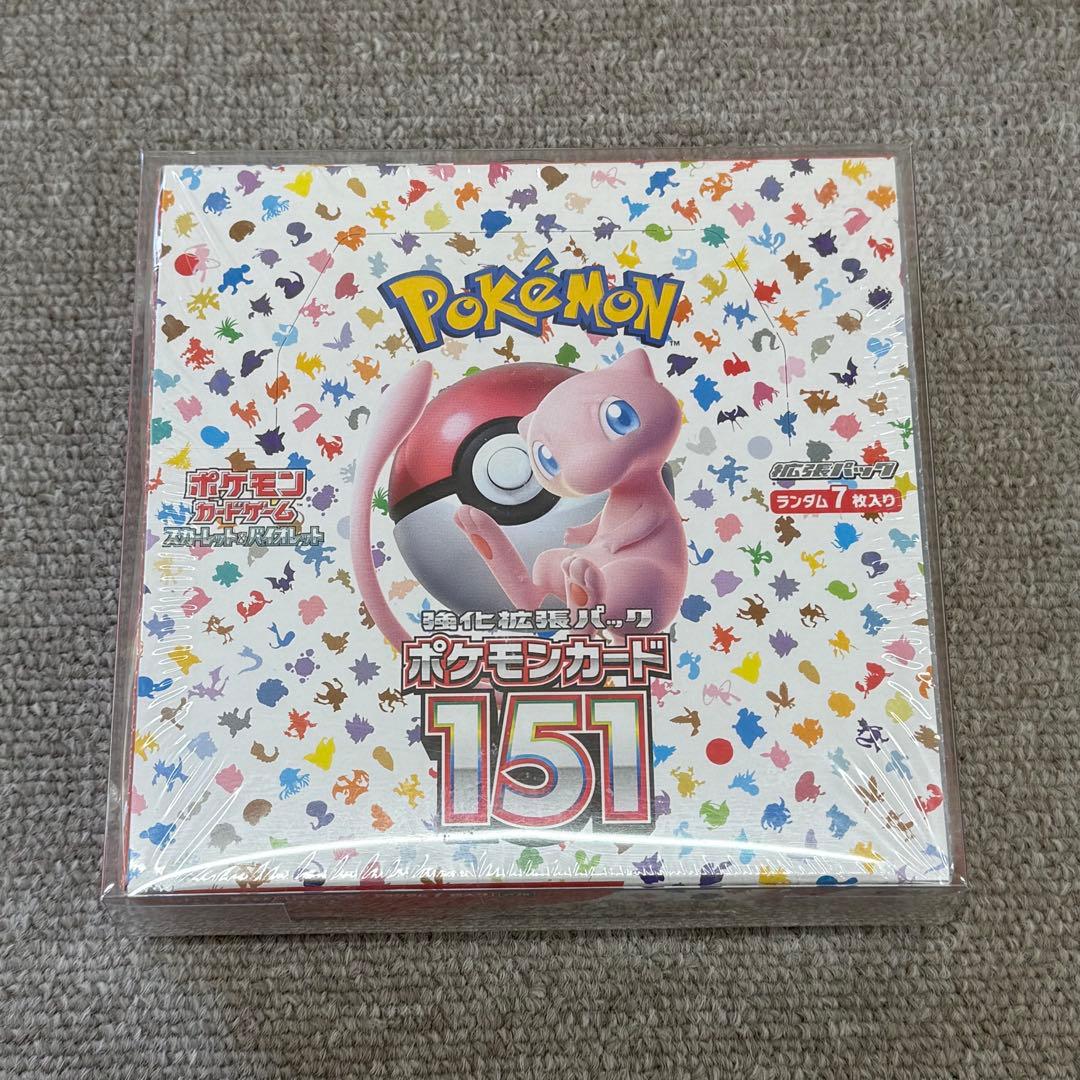 POKéMON
TM
ポケモン
カードゲーム
スカーレット&バイオレット
拡張パック
ランダム7枚入り
強化拡張パック
ポケモンカード
151